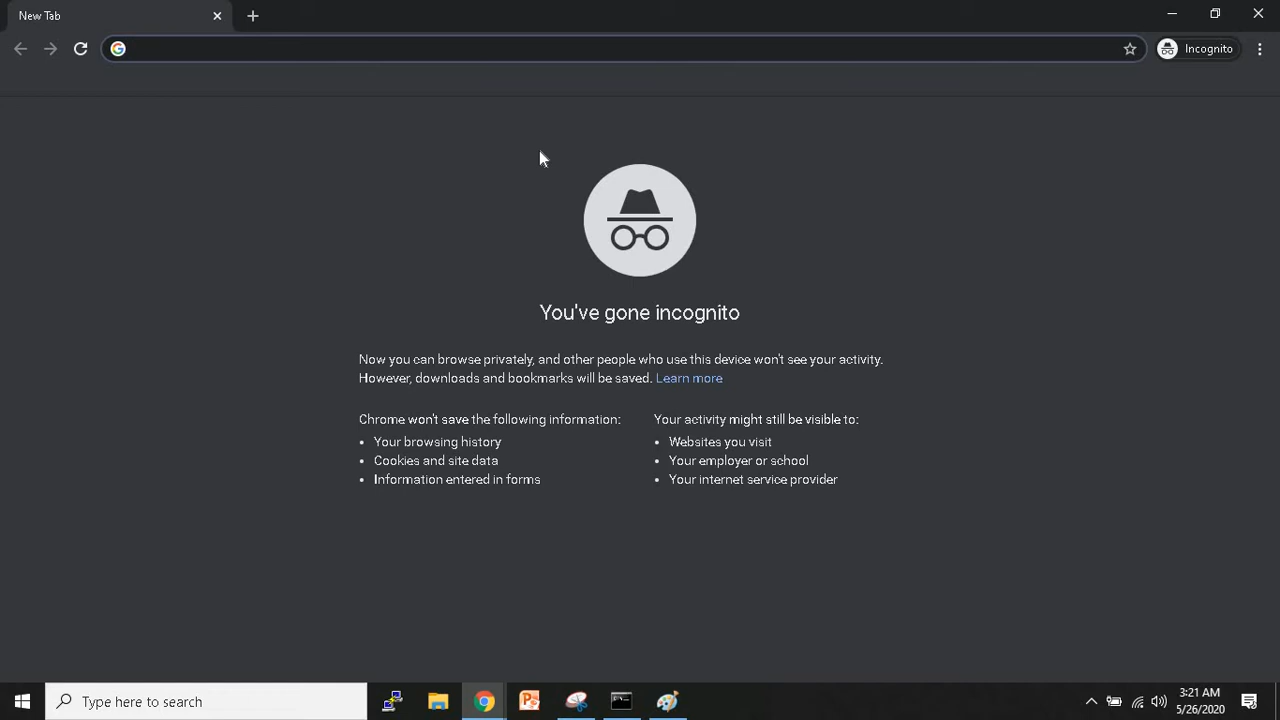 New Tab
Incognito
You've gone incognito
Now you can browse privately, and other people who use this device won't see your activity.
However, downloads and bookmarks will be saved. Learn more
Chrome won't save the following information:
• Your browsing history
• Cookies and site data
• Information entered in forms
Your activity might still be visible to:
• Websites you visit
• Your employer or school
• Your internet service provider
Type here to search
3:21 AM
5/26/2020